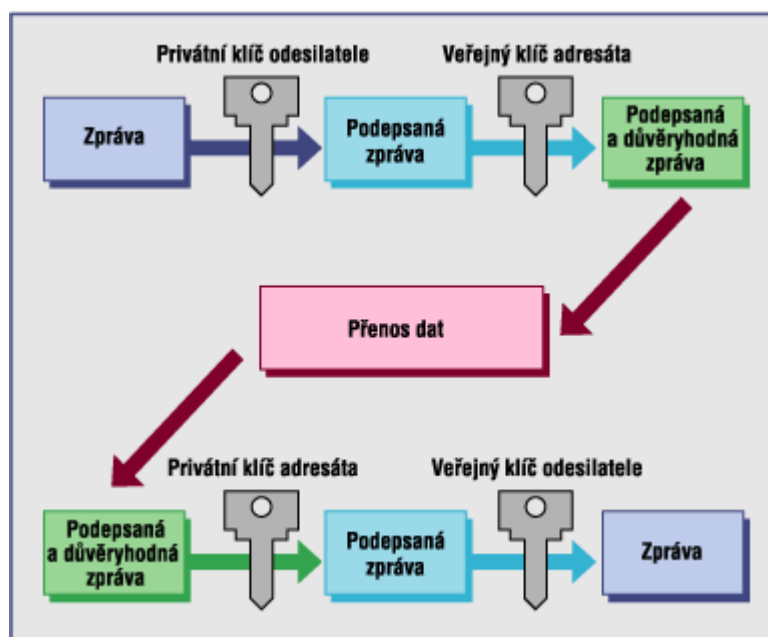 Privátní klíč odesilatele
Veřejný klíč adresáta
Zpráva
Podepsaná
zpráva
Podepsaná
a důvěryhodná
zpráva
Přenos dat
Privátní klíč adresáta
Veřejný klíč odesilatele
Podepsaná
a důvěryhodná
zpráva
Podepsaná
zpráva
Zpráva